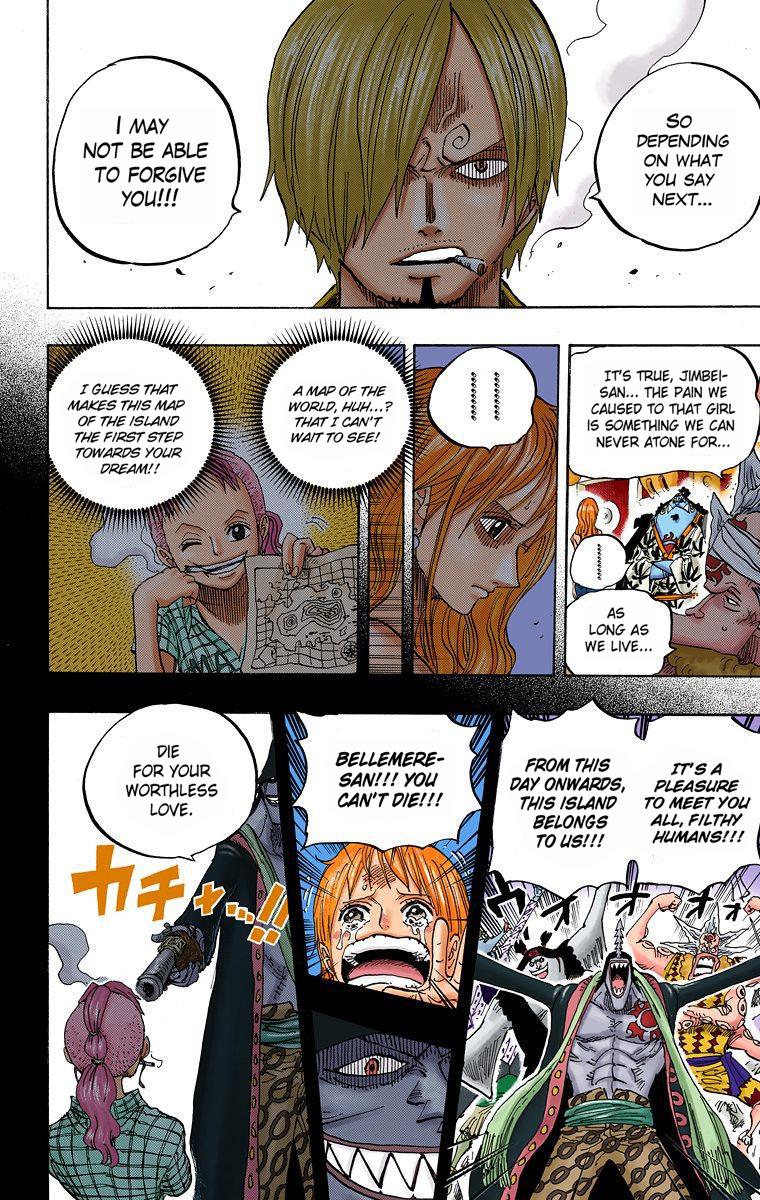 SO
DEPENDING
ON WHAT
YOU SAY
NEXT...
I MAY
NOT BE ABLE
TO FORGIVE
YOU!!!
IT'S TRUE, JIMBEI-
SAN... THE PAIN WE
CAUSED TO THAT GIRL
IS SOMETHING WE CAN
NEVER ATONE FOR...
AS
LONG AS
WE LIVE...
A MAP OF THE
WORLD, HUH...?
THAT I CAN'T
WAIT TO SEE!
I GUESS THAT
MAKES THIS MAP
OF THE ISLAND
THE FIRST STEP
TOWARDS YOUR
DREAM!!
IT'S A
PLEASURE
TO MEET YOU
ALL, FILTHY
HUMANS!!!
FROM THIS
DAY ONWARDS,
THIS ISLAND
BELONGS
TO US!!!
ウオオオ
BELLEMERE-
SAN!!! YOU
CAN'T DIE!!!
DIE
FOR YOUR
WORTHLESS
LOVE.
カチャ...!!